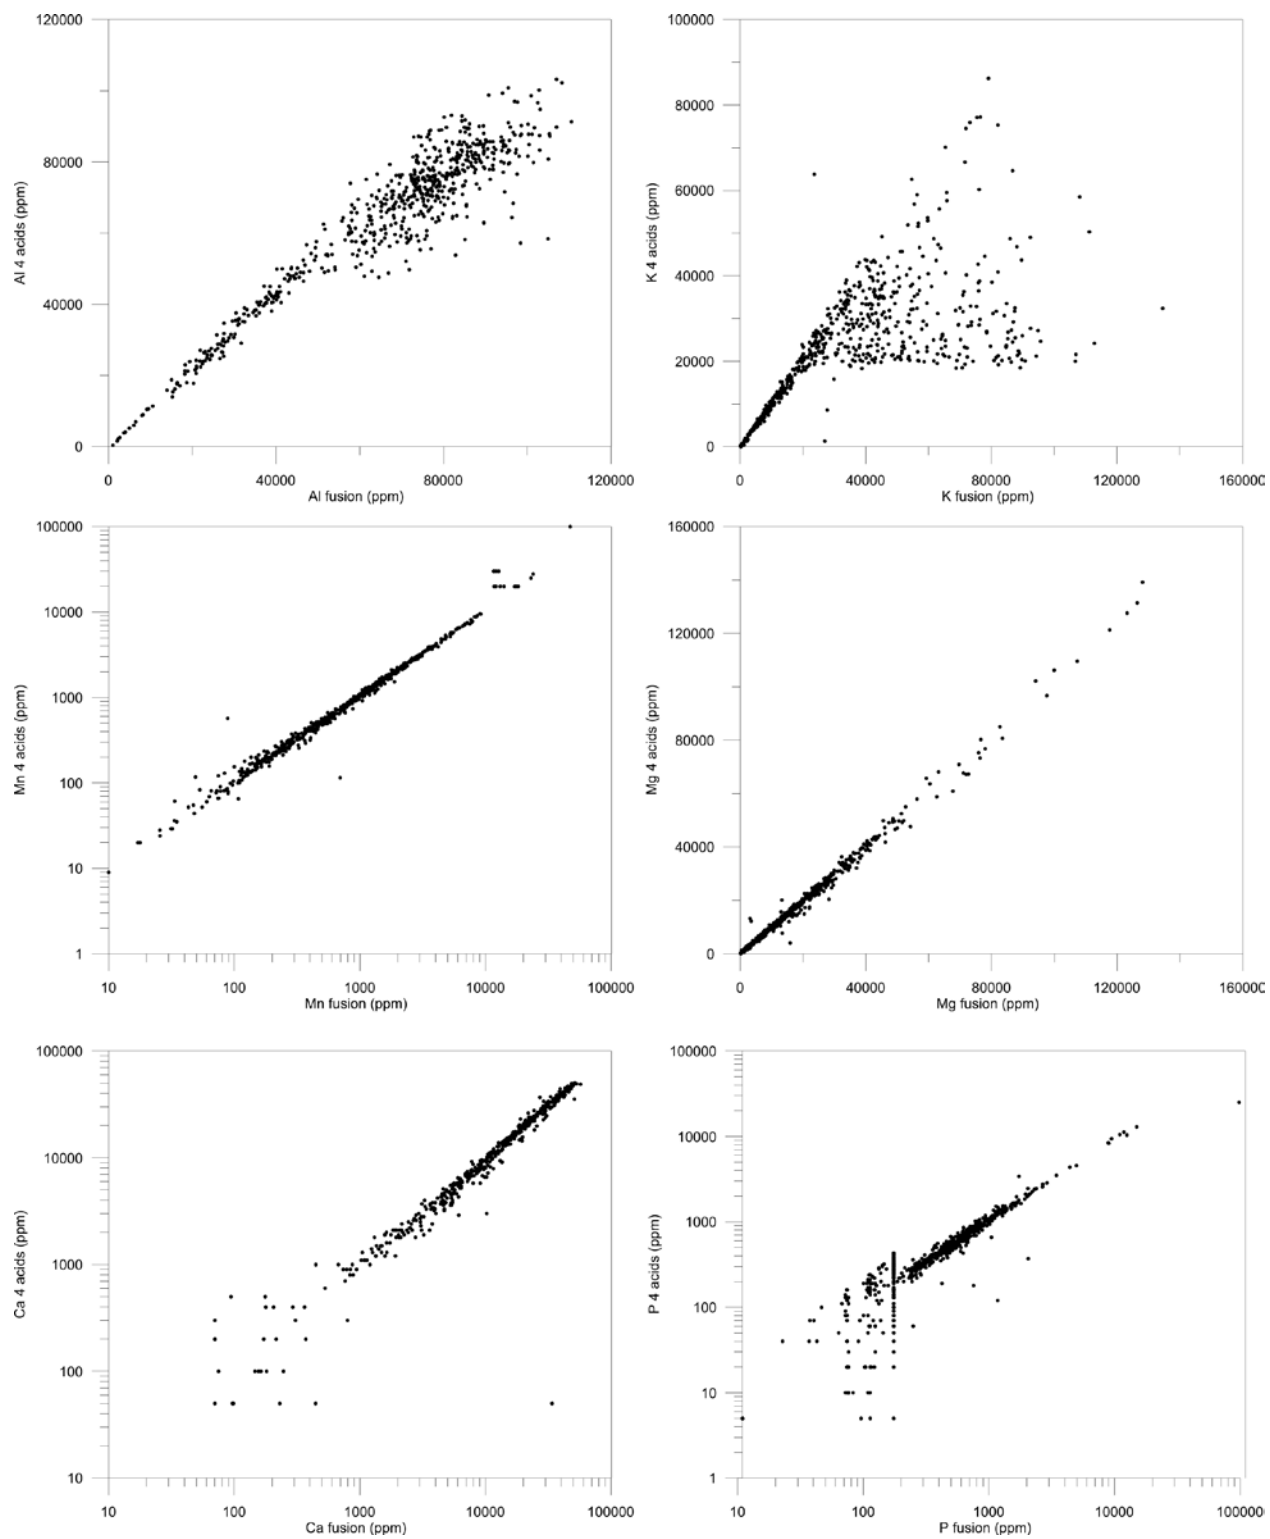 120000
80000
40000
0
Al 4 acids (ppm)
0 40000 80000 120000
Al fusion (ppm)
100000
80000
60000
40000
20000
0
K 4 acids (ppm)
0 40000 80000 120000 160000
K fusion (ppm)
100000
10000
1000
100
10
1
Mn 4 acids (ppm)
10 100 1000 10000 100000
Mn fusion (ppm)
160000
120000
80000
40000
0
Mg 4 acids (ppm)
0 40000 80000 120000 160000
Mg fusion (ppm)
100000
10000
1000
100
10
Ca 4 acids (ppm)
10 100 1000 10000 100000
Ca fusion (ppm)
100000
10000
1000
100
10
1
P 4 acids (ppm)
10 100 1000 10000 100000
P fusion (ppm)